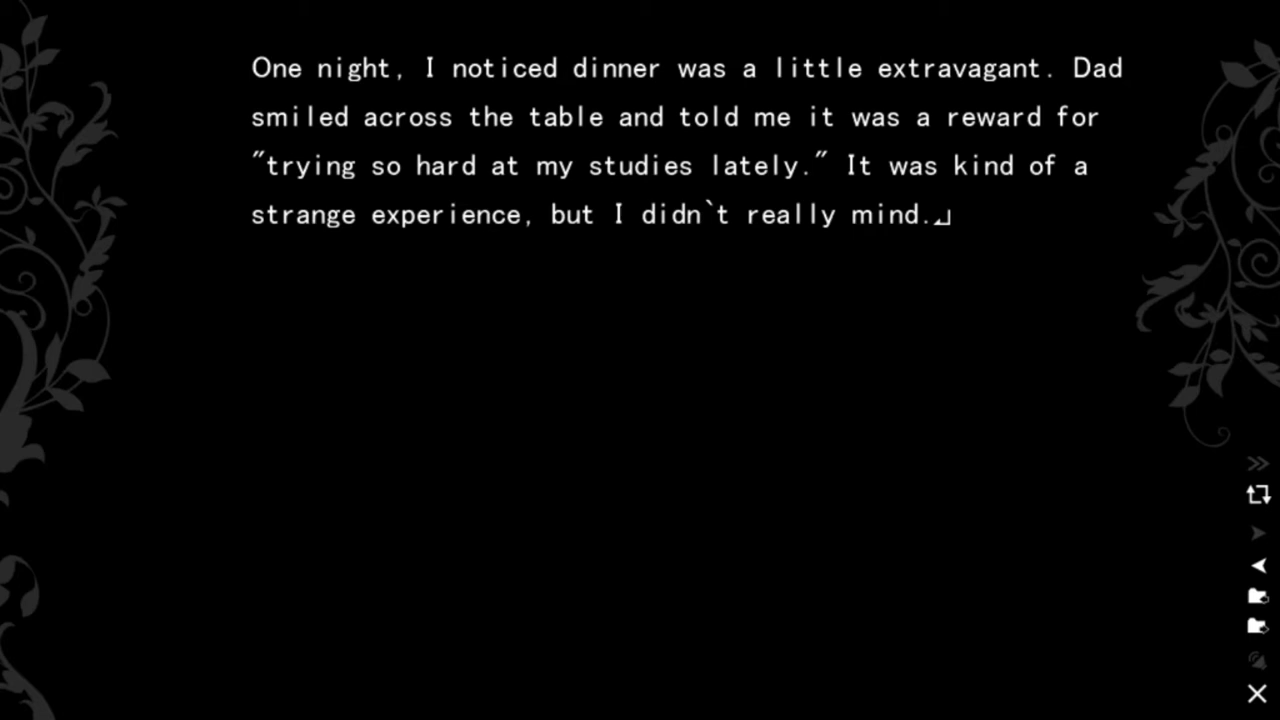 One night, I noticed dinner was a little extravagant. Dad
smiled across the table and told me it was a reward for
"trying so hard at my studies lately." It was kind of a
strange experience, but I didn`t really mind.